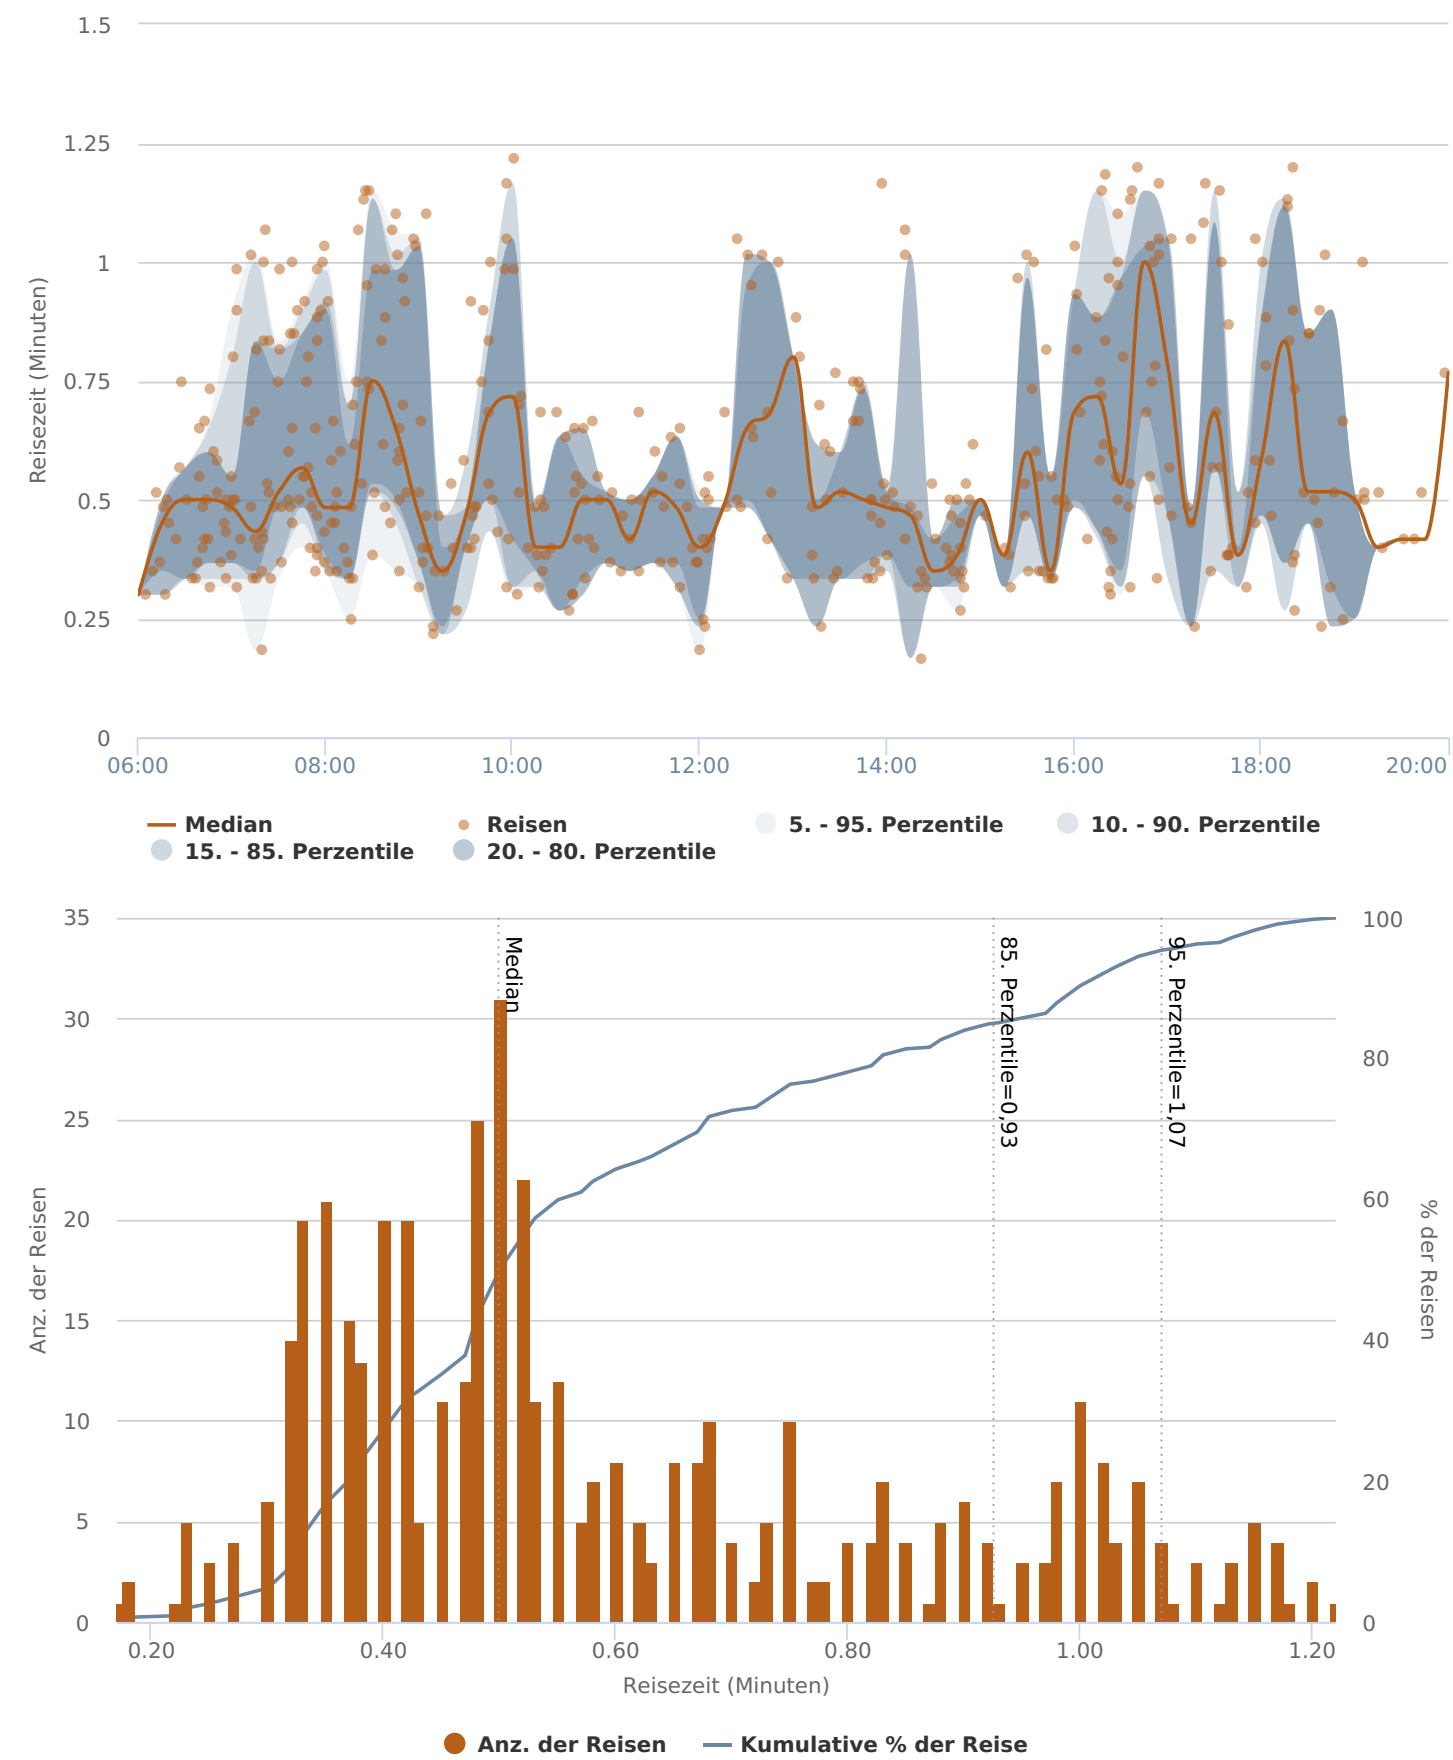 1.5
1.25
1
0.75
0.5
0.25
0
Reisezeit (Minuten)
06:00 08:00 10:00 12:00 14:00 16:00 18:00 20:00
Median Reisen 5. - 95. Perzentile 10. - 90. Perzentile
15. - 85. Perzentile 20. - 80. Perzentile
35
30
25
20
15
10
5
0
Anz. der Reisen
Median
85. Perzentile=0,93
95. Perzentile=1,07
100
80
60
40
20
0
% der Reisen
0.20 0.40 0.60 0.80 1.00 1.20
Reisezeit (Minuten)
Anz. der Reisen Kumulative % der Reise